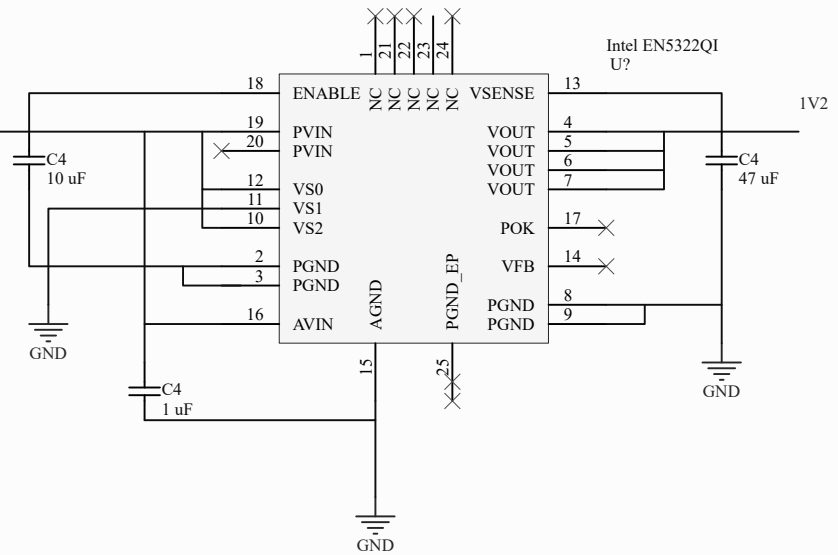 1
21
22
23
24
Intel EN5322QI
U?
18
ENABLE
NC
NC
NC
NC
NC
VSENSE
13
1V2
19
PVIN
VOUT
4
20
PVIN
VOUT
5
C4
10 uF
VOUT
6
C4
47 uF
12
VS0
VOUT
7
11
VS1
10
VS2
POK
17
2
PGND
VFB
14
3
PGND
PGND
8
16
AVIN
AGND
PGND_EP
PGND
9
GND
15
25
C4
1 uF
GND
GND